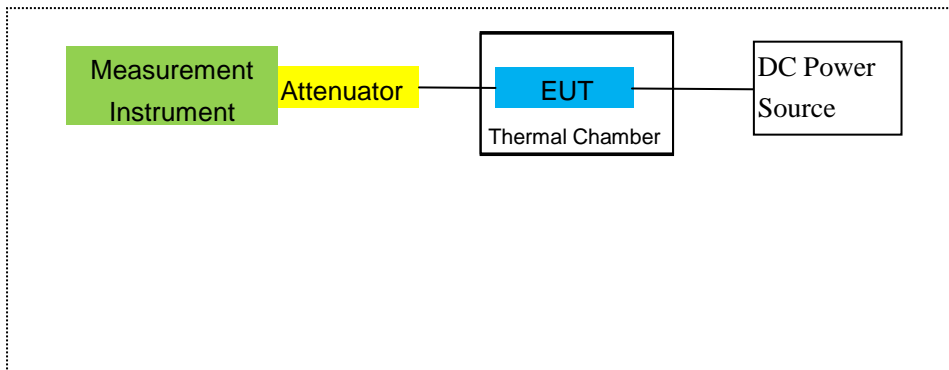 Measurement
Instrument
Attenuator
EUT
Thermal Chamber
DC Power
Source